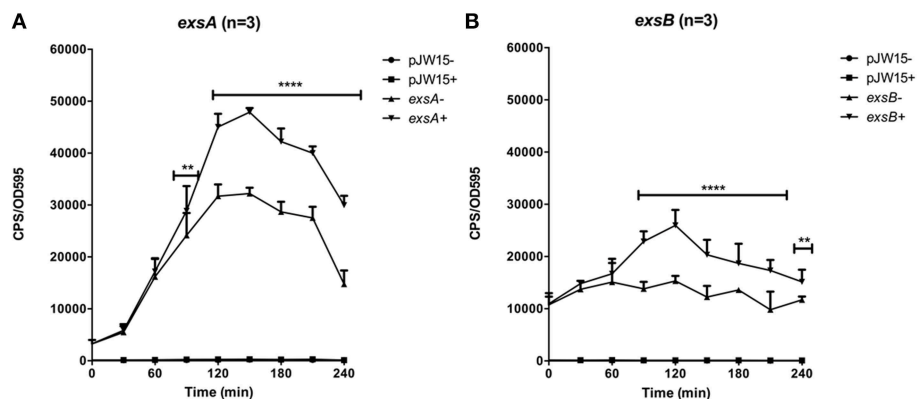 A
exsA (n=3)
60000
50000
40000
30000
20000
10000
0
CPS/OD595
**
****
0 60 120 180 240
Time (min)
pJW15-
pJW15+
exsA-
exsA+
B
exsB (n=3)
60000
50000
40000
30000
20000
10000
0
CPS/OD595
****
**
0 60 120 180 240
Time (min)
pJW15-
pJW15+
exsB-
exsB+